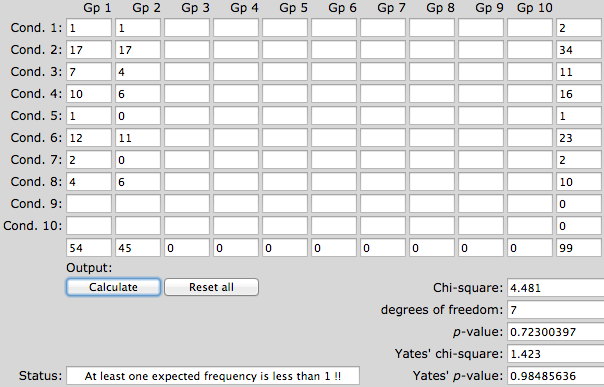 Gp 1 Gp 2 Gp 3 Gp 4 Gp 5 Gp 6 Gp 7 Gp 8 Gp 9 Gp 10
Cond. 1: 1 1 2
Cond. 2: 17 17 34
Cond. 3: 7 4 11
Cond. 4: 10 6 16
Cond. 5: 1 0 1
Cond. 6: 12 11 23
Cond. 7: 2 0 2
Cond. 8: 4 6 10
Cond. 9: 0
Cond. 10: 0
54 45 0 0 0 0 0 0 0 0 99
Output:
Calculate Reset all
Chi-square: 4.481
degrees of freedom: 7
p-value: 0.72300397
Yates' chi-square: 1.423
Status: At least one expected frequency is less than 1 !! Yates' p-value: 0.98485636